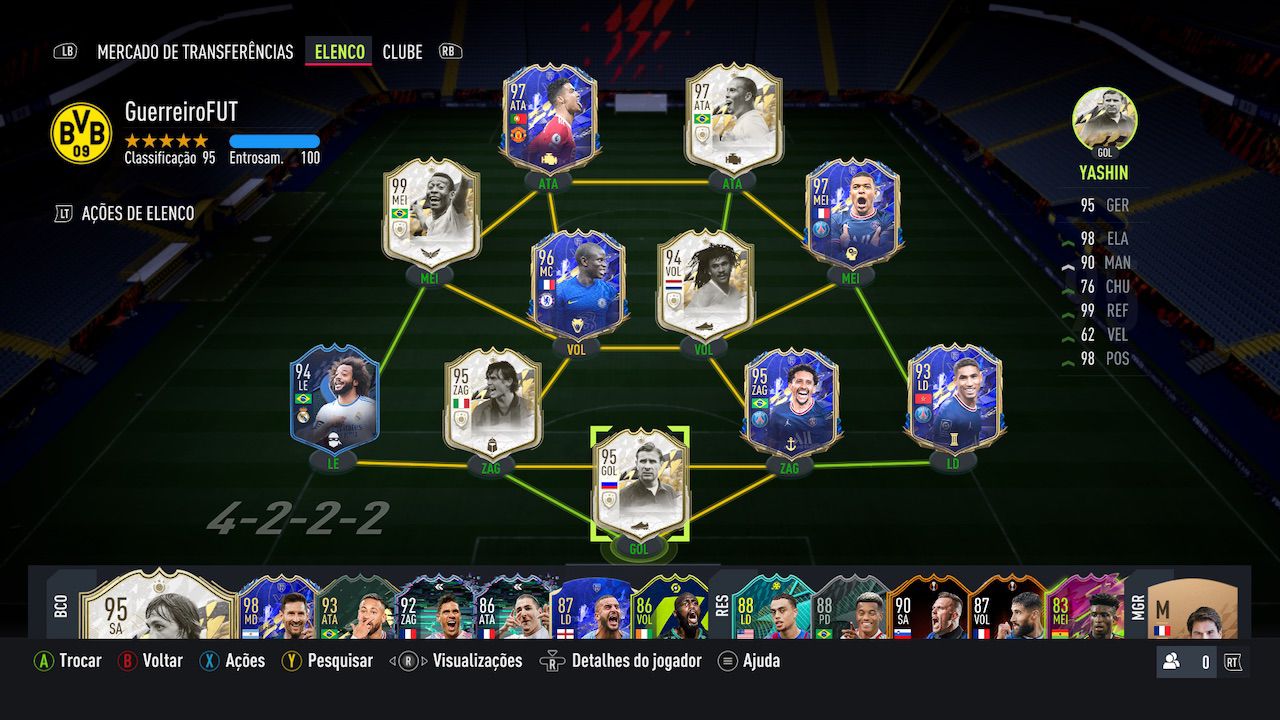 LB MERCADO DE TRANSFERÊNCIAS ELENCO CLUBE RB
BVB 09
GuerreiroFUT
Classificação 95 Entrosam. 100
LT AÇÕES DE ELENCO
97 ATA
ATA
97 ATA
ATA
99 MEI
MEI
97 MEI
MEI
96 MC
VOL
94 VOL
VOL
94 LE
LE
95 ZAG
ZAG
95 ZAG
ZAG
93 LD
LD
95 GOL
GOL
4-2-2-2
GOL
YASHIN
95 GER
98 ELA
90 MAN
76 CHU
99 REF
62 VEL
98 POS
BCO
95 SA
98 MD
93 ATA
92 ZAG
86 ATA
87 LD
86 VOL
RES
88
88
90 SA
87 VOL
83 MEI
MGR
M
A Trocar B Voltar X Ações Y Pesquisar R Visualizações R Detalhes do jogador Ajuda
0 RT